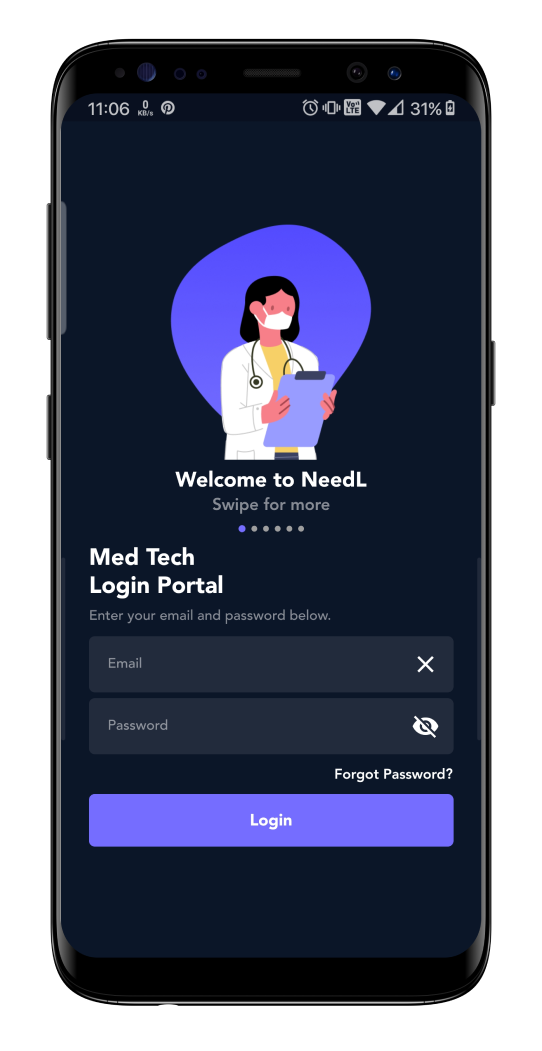 11:06 0 KB/s Vo LTE 31%
Welcome to NeedL
Swipe for more
Med Tech
Login Portal
Enter your email and password below.
Email
Password
Forgot Password?
Login